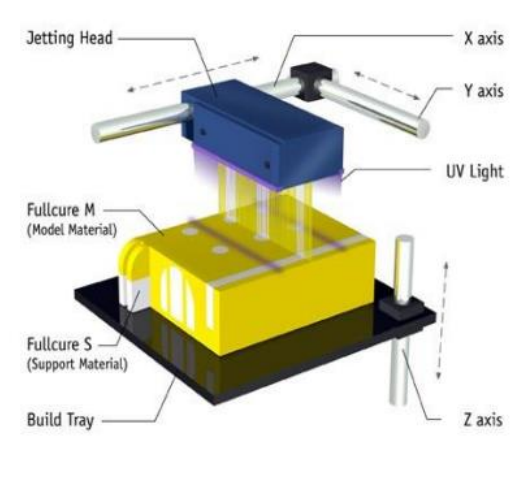 Jetting Head
X axis
Y axis
UV Light
Fullcure M
(Model Material)
Fullcure S
(Support Material)
Build Tray
Z axis